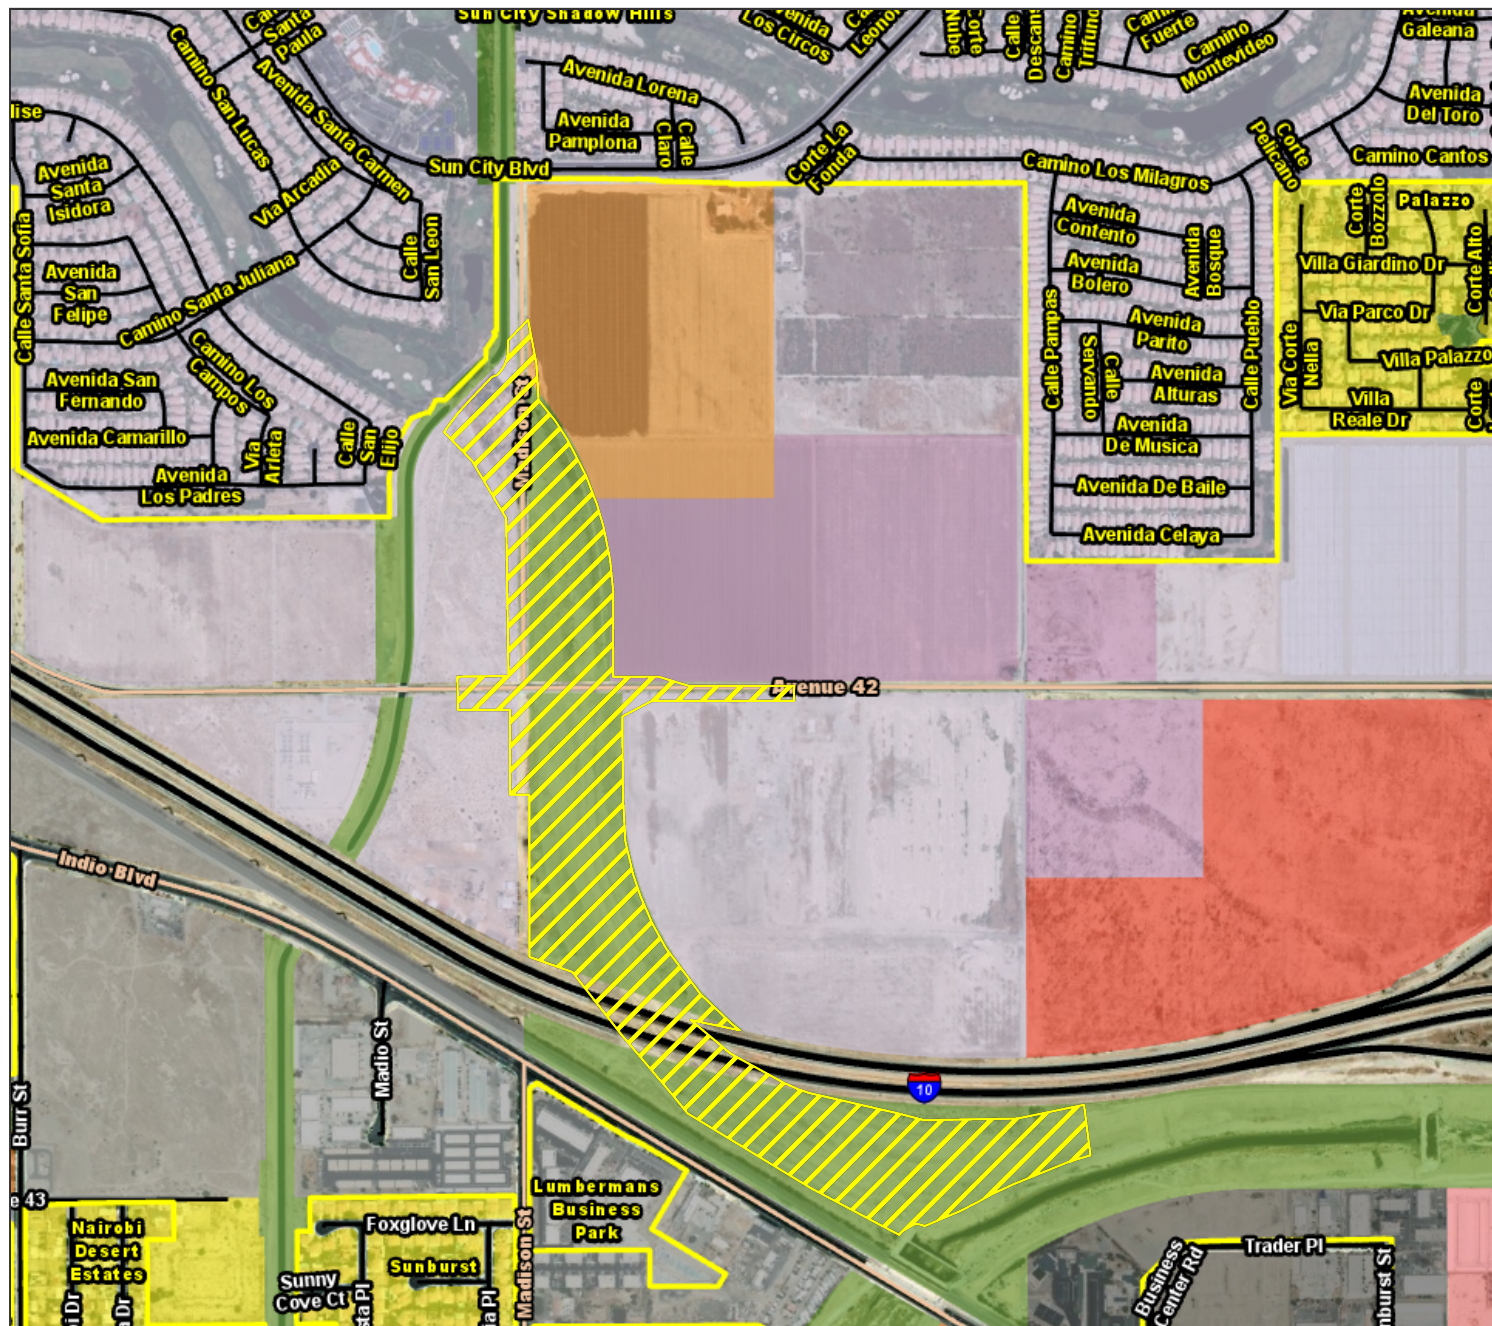 Sun City Shadow Hills
Santa
Paula
Camino San Lucas
Avenida Santa Carmen
Avenida Lorena
Avenida
Pamplona
Calle
Claro
Los Circos
Calle
Camino
Fuerte
Camino
Montevideo
Galeana
Avenida
Del Toro
Avenida
Santa
Isidora
Via Arcadia
Sun City Blvd
Corte La
Fonda
Camino Los Milagros
Corte
Pelicano
Camino Cantos
Calle Santa Sofia
Avenida
San
Felipe
Camino Santa Juliana
Calle
San Leon
Avenida
Contento
Avenida
Bosque
Avenida
Bolero
Corte
Bozzolo
Palazzo
Villa Giardino Dr
Corte Alto
Via Parco Dr
Camino Los
Campos
Avenida San
Fernando
Avenida Camarillo
Via
Arleta
Calle
San
Elijo
Avenida
Los Padres
Madison St
Calle Pampas
Avenida
Parito
Calle
Servando
Avenida
Alturas
Calle Pueblo
Via Corte
Nella
Villa Palazzo
Villa
Reale Dr
Corte
Avenida
De Musica
Avenida De Baile
Avenida Celaya
Avenue 42
Indio Blvd
Madio St
Burr St
10
e 43
Nairobi
Desert
Estates
Foxglove Ln
Sunburst
Sunny
Cove Ct
Madison St
Lumbermans
Business
Park
Business
Center Rd
Trader Pl